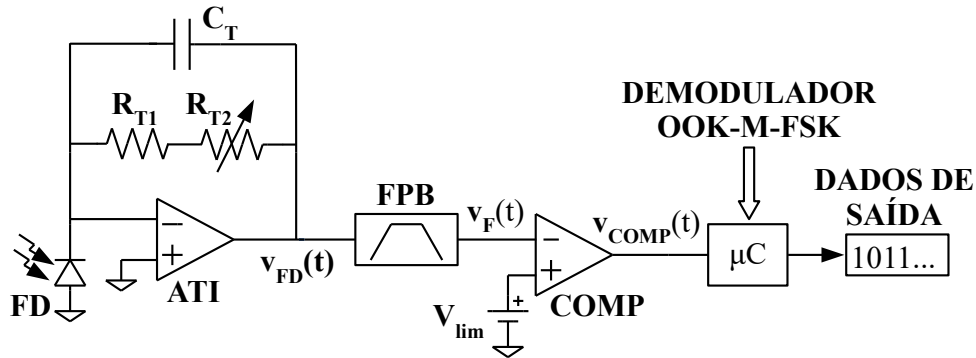 C_T
R_T1
R_T2
DEMODULADOR
OOK-M-FSK
DADOS DE
SAÍDA
FPB
v_F(t)
v_COMP(t)
μC
1011...
v_FD(t)
FD
ATI
COMP
V_lim
− 
+
−
+
+